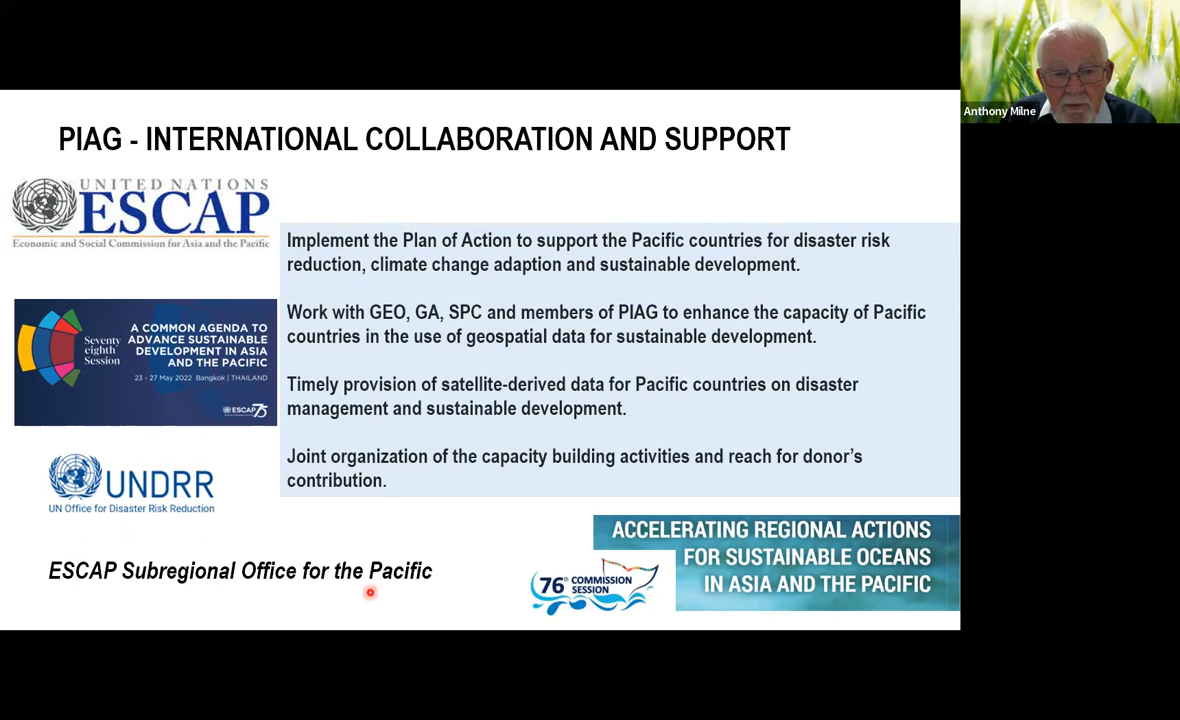 Anthony Milne
PIAG - INTERNATIONAL COLLABORATION AND SUPPORT
UNITED NATIONS
ESCAP
Economic and Social Commission for Asia and the Pacific
Implement the Plan of Action to support the Pacific countries for disaster risk
reduction, climate change adaption and sustainable development.
Work with GEO, GA, SPC and members of PIAG to enhance the capacity of Pacific
countries in the use of geospatial data for sustainable development.
Timely provision of satellite-derived data for Pacific countries on disaster
management and sustainable development.
Joint organization of the capacity building activities and reach for donor’s
contribution.
Seventy
eighth
Session
A COMMON AGENDA TO
ADVANCE SUSTAINABLE
DEVELOPMENT IN ASIA
AND THE PACIFIC
23 - 27 May 2022 Bangkok | THAILAND
ESCAP 75
UNDRR
UN Office for Disaster Risk Reduction
ESCAP Subregional Office for the Pacific
76th COMMISSION
SESSION
ACCELERATING REGIONAL ACTIONS
FOR SUSTAINABLE OCEANS
IN ASIA AND THE PACIFIC